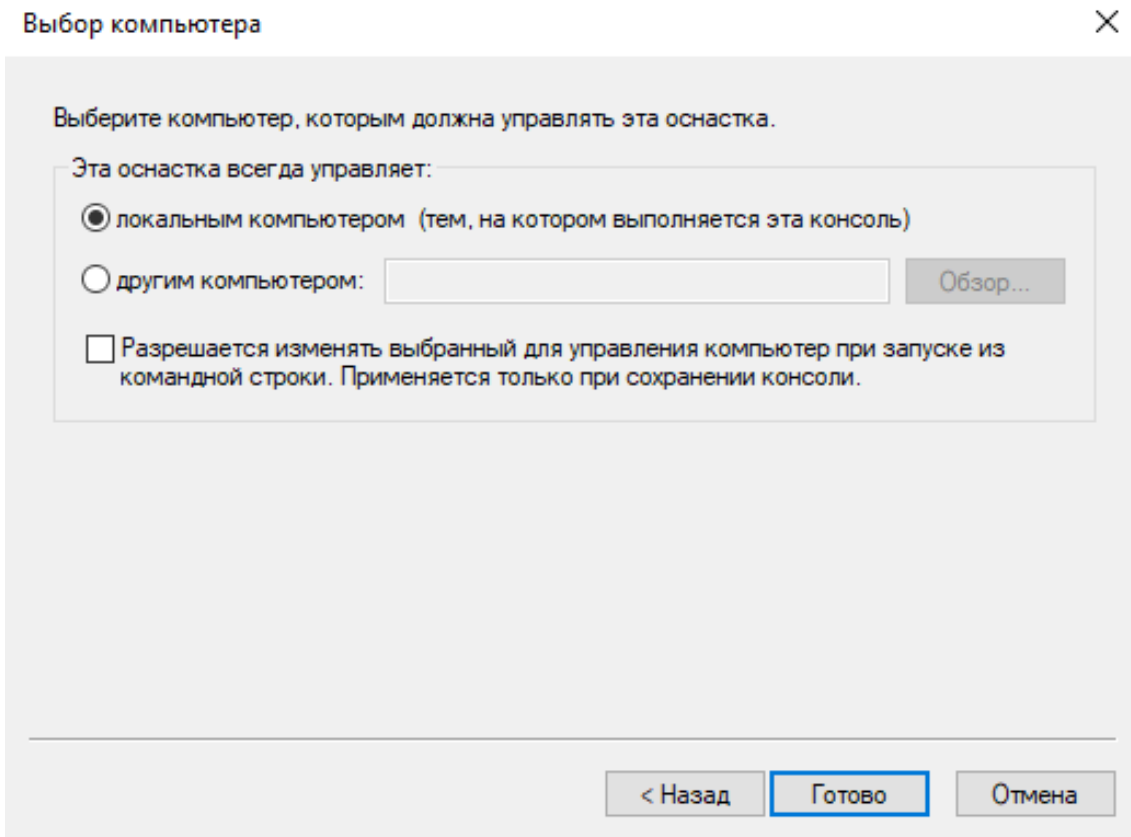 Выбор компьютера
Выберите компьютер, которым должна управлять эта оснастка.
Эта оснастка всегда управляет:
локальным компьютером (тем, на котором выполняется эта консоль)
другим компьютером:
Обзор...
Разрешается изменять выбранный для управления компьютер при запуске из
командной строки. Применяется только при сохранении консоли.
< Назад
Готово
Отмена